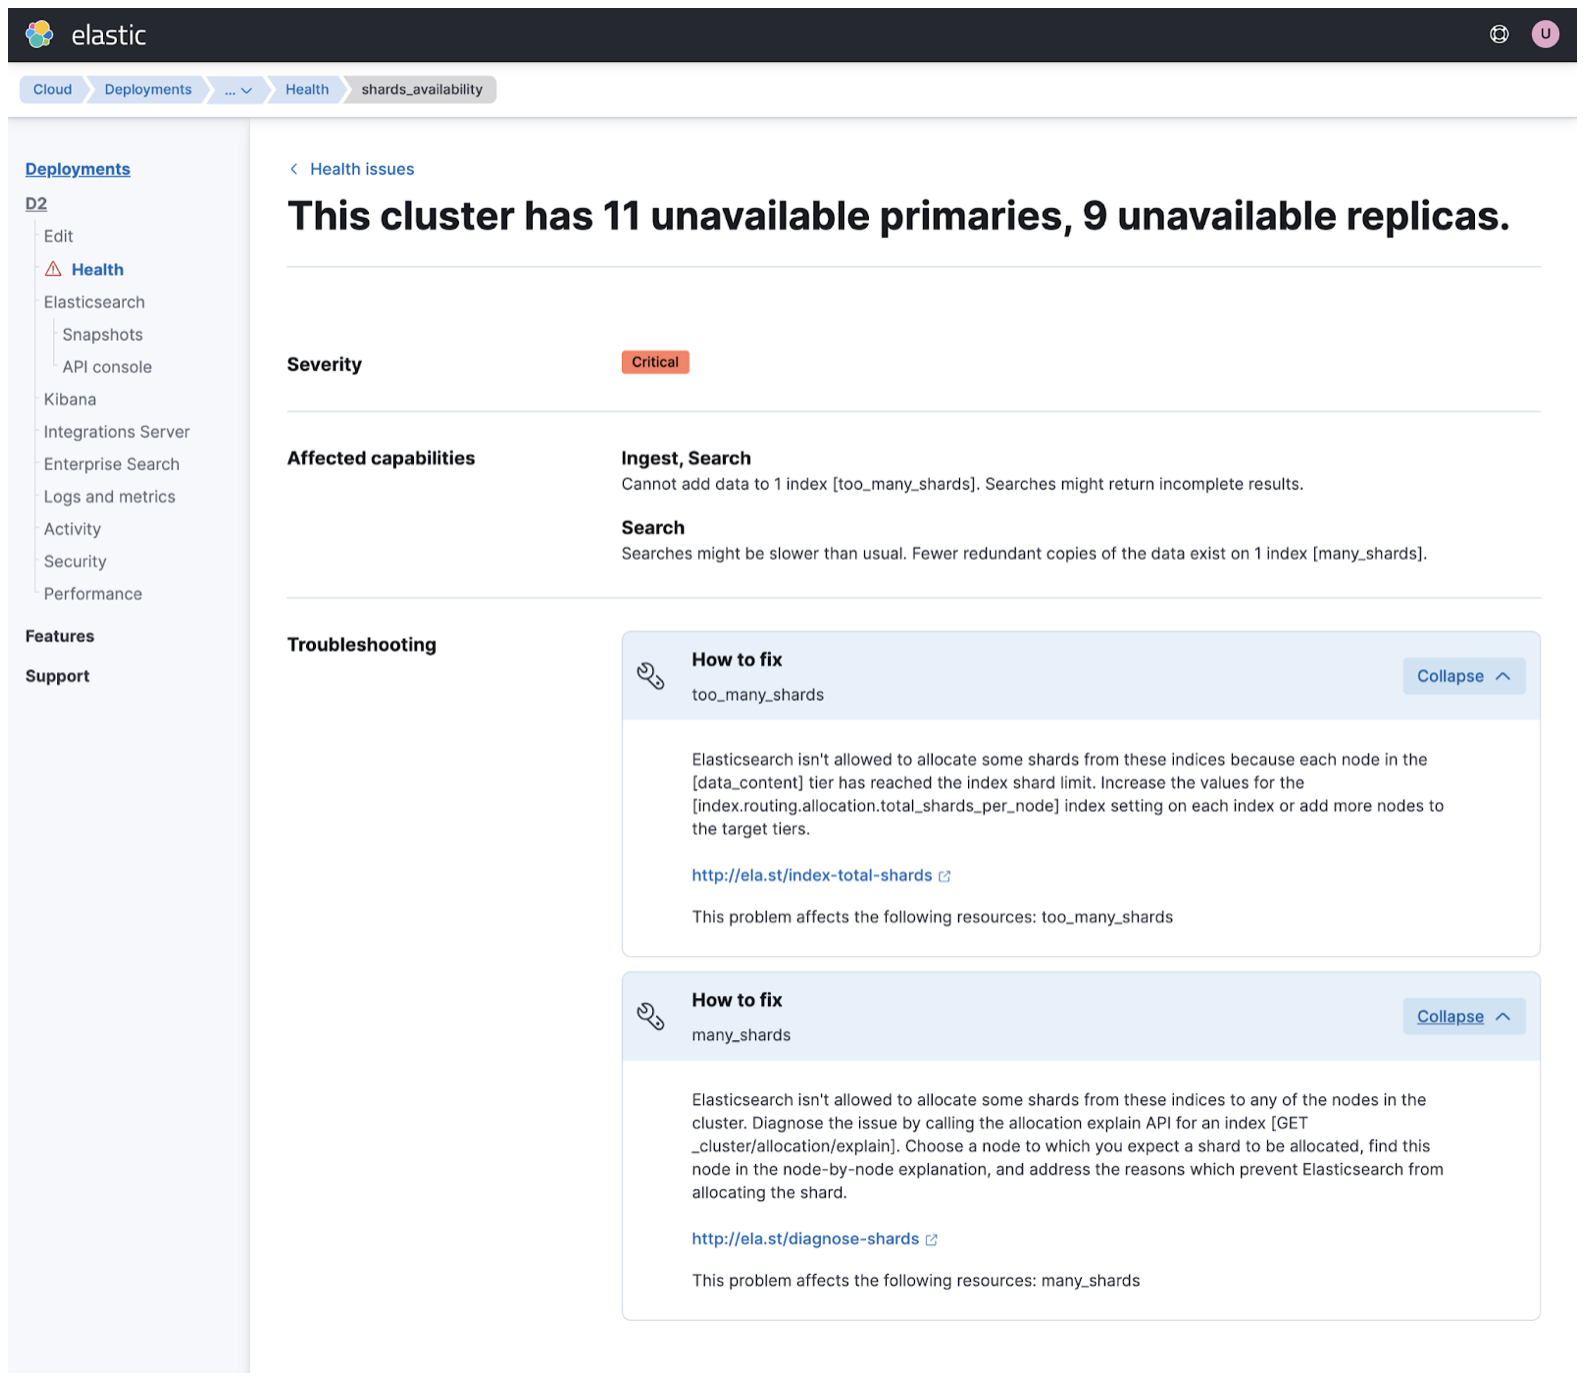 elastic
U
Cloud
Deployments
...
Health
shards_availability
Deployments
D2
Edit
Health
Elasticsearch
Snapshots
API console
Kibana
Integrations Server
Enterprise Search
Logs and metrics
Activity
Security
Performance
Features
Support
Health issues
This cluster has 11 unavailable primaries, 9 unavailable replicas.
Severity
Critical
Affected capabilities
Ingest, Search
Cannot add data to 1 index [too_many_shards]. Searches might return incomplete results.
Search
Searches might be slower than usual. Fewer redundant copies of the data exist on 1 index [many_shards].
Troubleshooting
How to fix
too_many_shards
Collapse
Elasticsearch isn't allowed to allocate some shards from these indices because each node in the
[data_content] tier has reached the index shard limit. Increase the values for the
[index.routing.allocation.total_shards_per_node] index setting on each index or add more nodes to
the target tiers.
http://ela.st/index-total-shards
This problem affects the following resources: too_many_shards
How to fix
many_shards
Collapse
Elasticsearch isn't allowed to allocate some shards from these indices to any of the nodes in the
cluster. Diagnose the issue by calling the allocation explain API for an index [GET
_cluster/allocation/explain]. Choose a node to which you expect a shard to be allocated, find this
node in the node-by-node explanation, and address the reasons which prevent Elasticsearch from
allocating the shard.
http://ela.st/diagnose-shards
This problem affects the following resources: many_shards